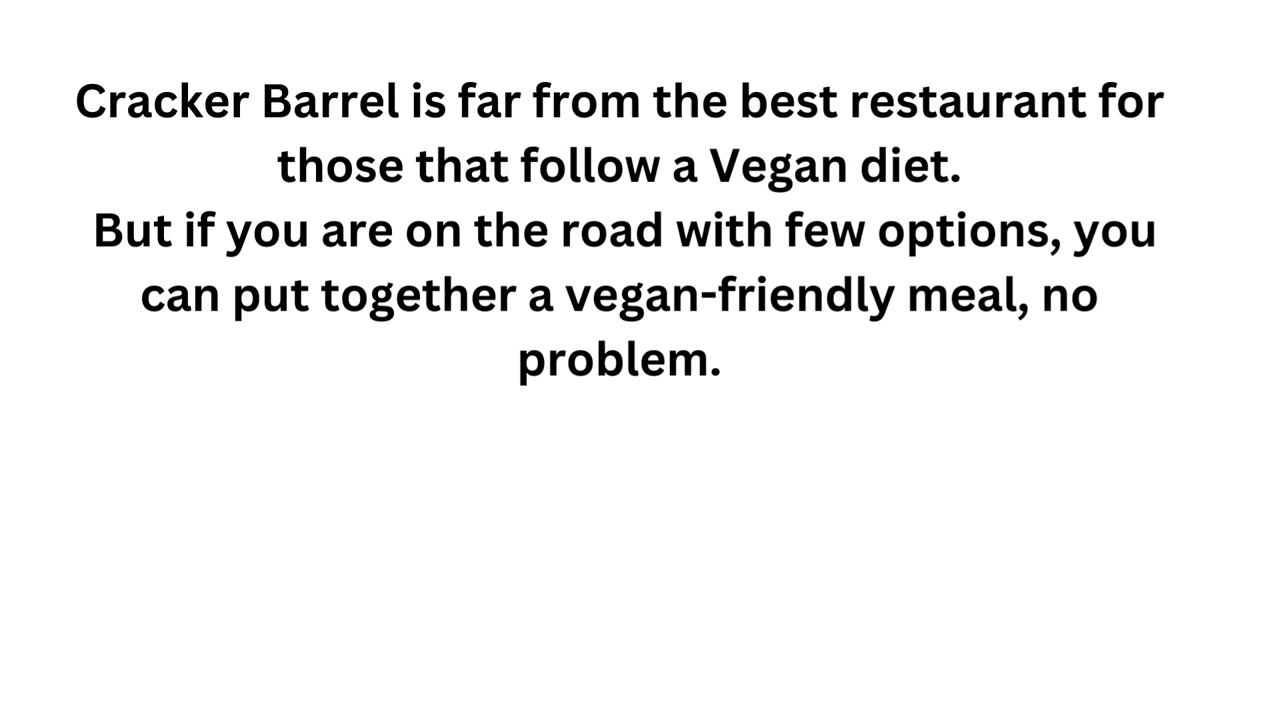 Cracker Barrel is far from the best restaurant for
those that follow a Vegan diet.
But if you are on the road with few options, you
can put together a vegan-friendly meal, no
problem.